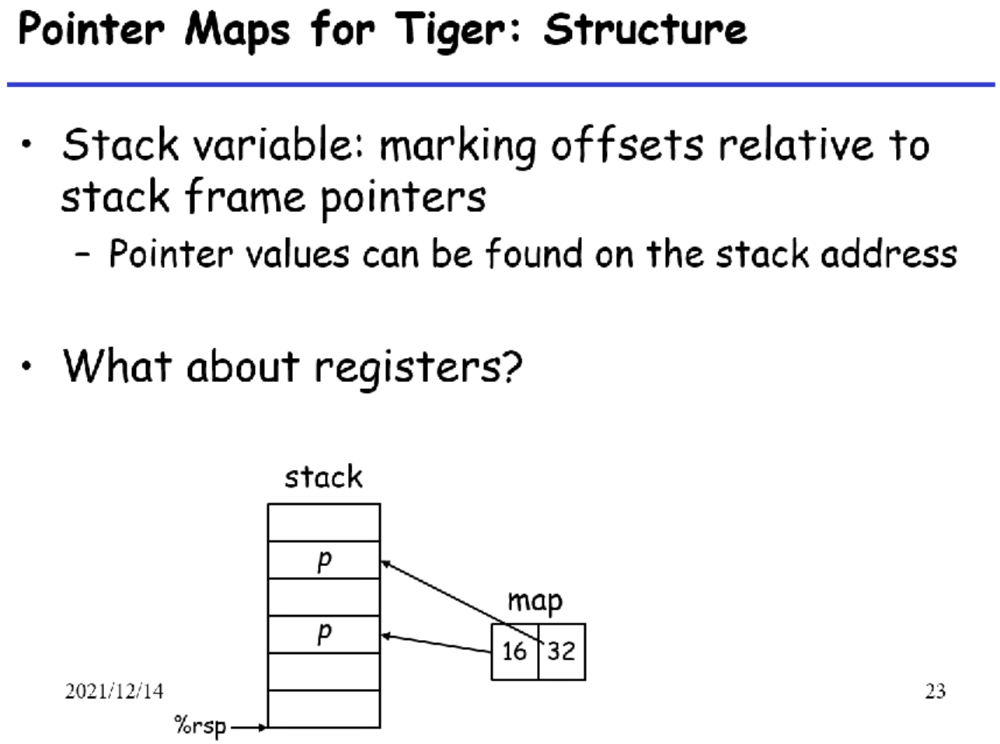 Pointer Maps for Tiger: Structure
• Stack variable: marking offsets relative to
stack frame pointers
– Pointer values can be found on the stack address
• What about registers?
stack
p
map
p
16 32
2021/12/14
23
%rsp